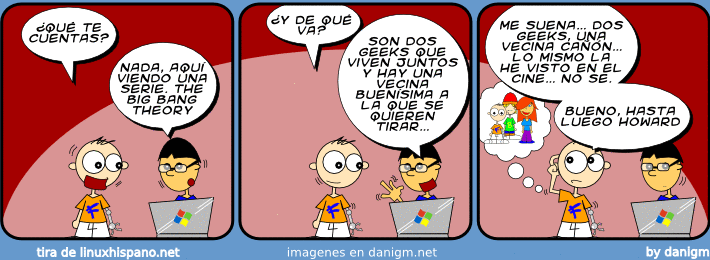 ¿QUÉ TE
CUENTAS?
NADA, AQUÍ
VIENDO UNA
SERIE. THE
BIG BANG
THEORY
¿Y DE QUÉ
VA?
SON DOS
GEEKS QUE
VIVEN JUNTOS
Y HAY UNA
VECINA
BUENÍSIMA A
LA QUE SE
QUIEREN
TIRAR...
ME SUENA... DOS
GEEKS, UNA
VECINA CAÑÓN...
LO MISMO LA
HE VISTO EN EL
CINE... NO SE.
BUENO, HASTA
LUEGO HOWARD
tira de linuxhispano.net
imagenes en danigm.net
by danigm